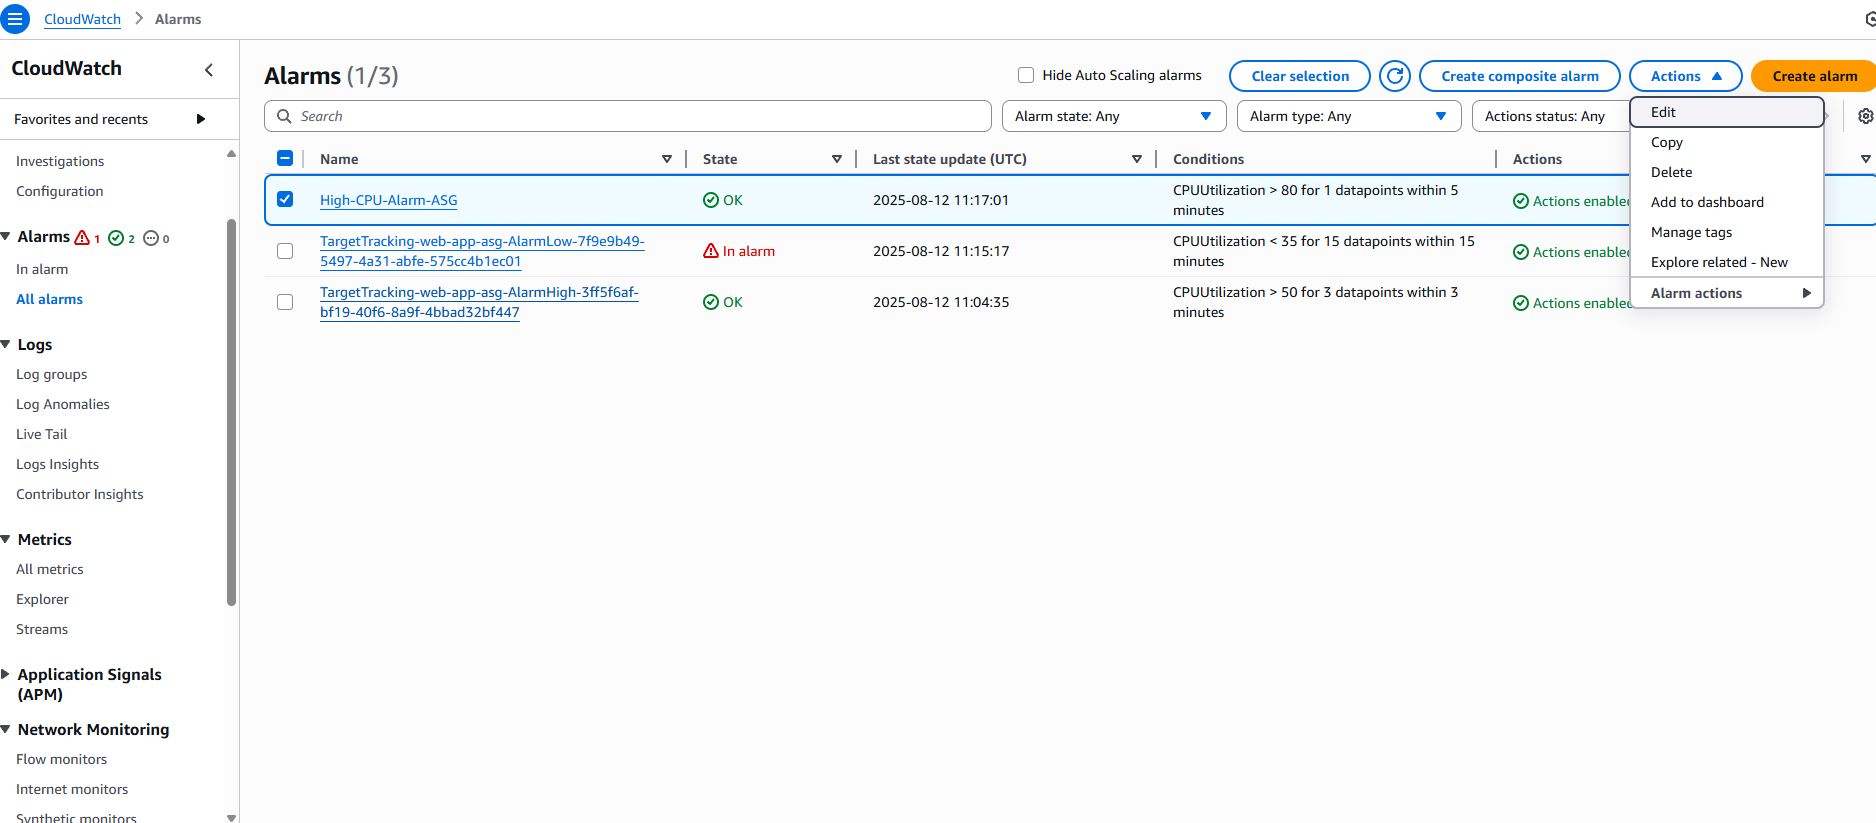 CloudWatch > Alarms
CloudWatch
Favorites and recents
Investigations
Configuration
Alarms 1 2 0
In alarm
All alarms
Logs
Log groups
Log Anomalies
Live Tail
Logs Insights
Contributor Insights
Metrics
All metrics
Explorer
Streams
Application Signals
(APM)
Network Monitoring
Flow monitors
Internet monitors
Synthetic monitors
Alarms (1/3)
Hide Auto Scaling alarms
Clear selection
Create composite alarm
Actions
Create alarm
Search
Alarm state: Any
Alarm type: Any
Actions status: Any
Name
State
Last state update (UTC)
Conditions
Actions
High-CPU-Alarm-ASG
OK
2025-08-12 11:17:01
CPUUtilization > 80 for 1 datapoints within 5
minutes
Actions enabled
TargetTracking-web-app-asg-AlarmLow-7f9e9b49-
5497-4a31-abfe-575cc4b1ec01
In alarm
2025-08-12 11:15:17
CPUUtilization < 35 for 15 datapoints within 15
minutes
Actions enabled
TargetTracking-web-app-asg-AlarmHigh-3ff5f6af-
bf19-40f6-8a9f-4bbad32bf447
OK
2025-08-12 11:04:35
CPUUtilization > 50 for 3 datapoints within 3
minutes
Actions enabled
Edit
Copy
Delete
Add to dashboard
Manage tags
Explore related - New
Alarm actions